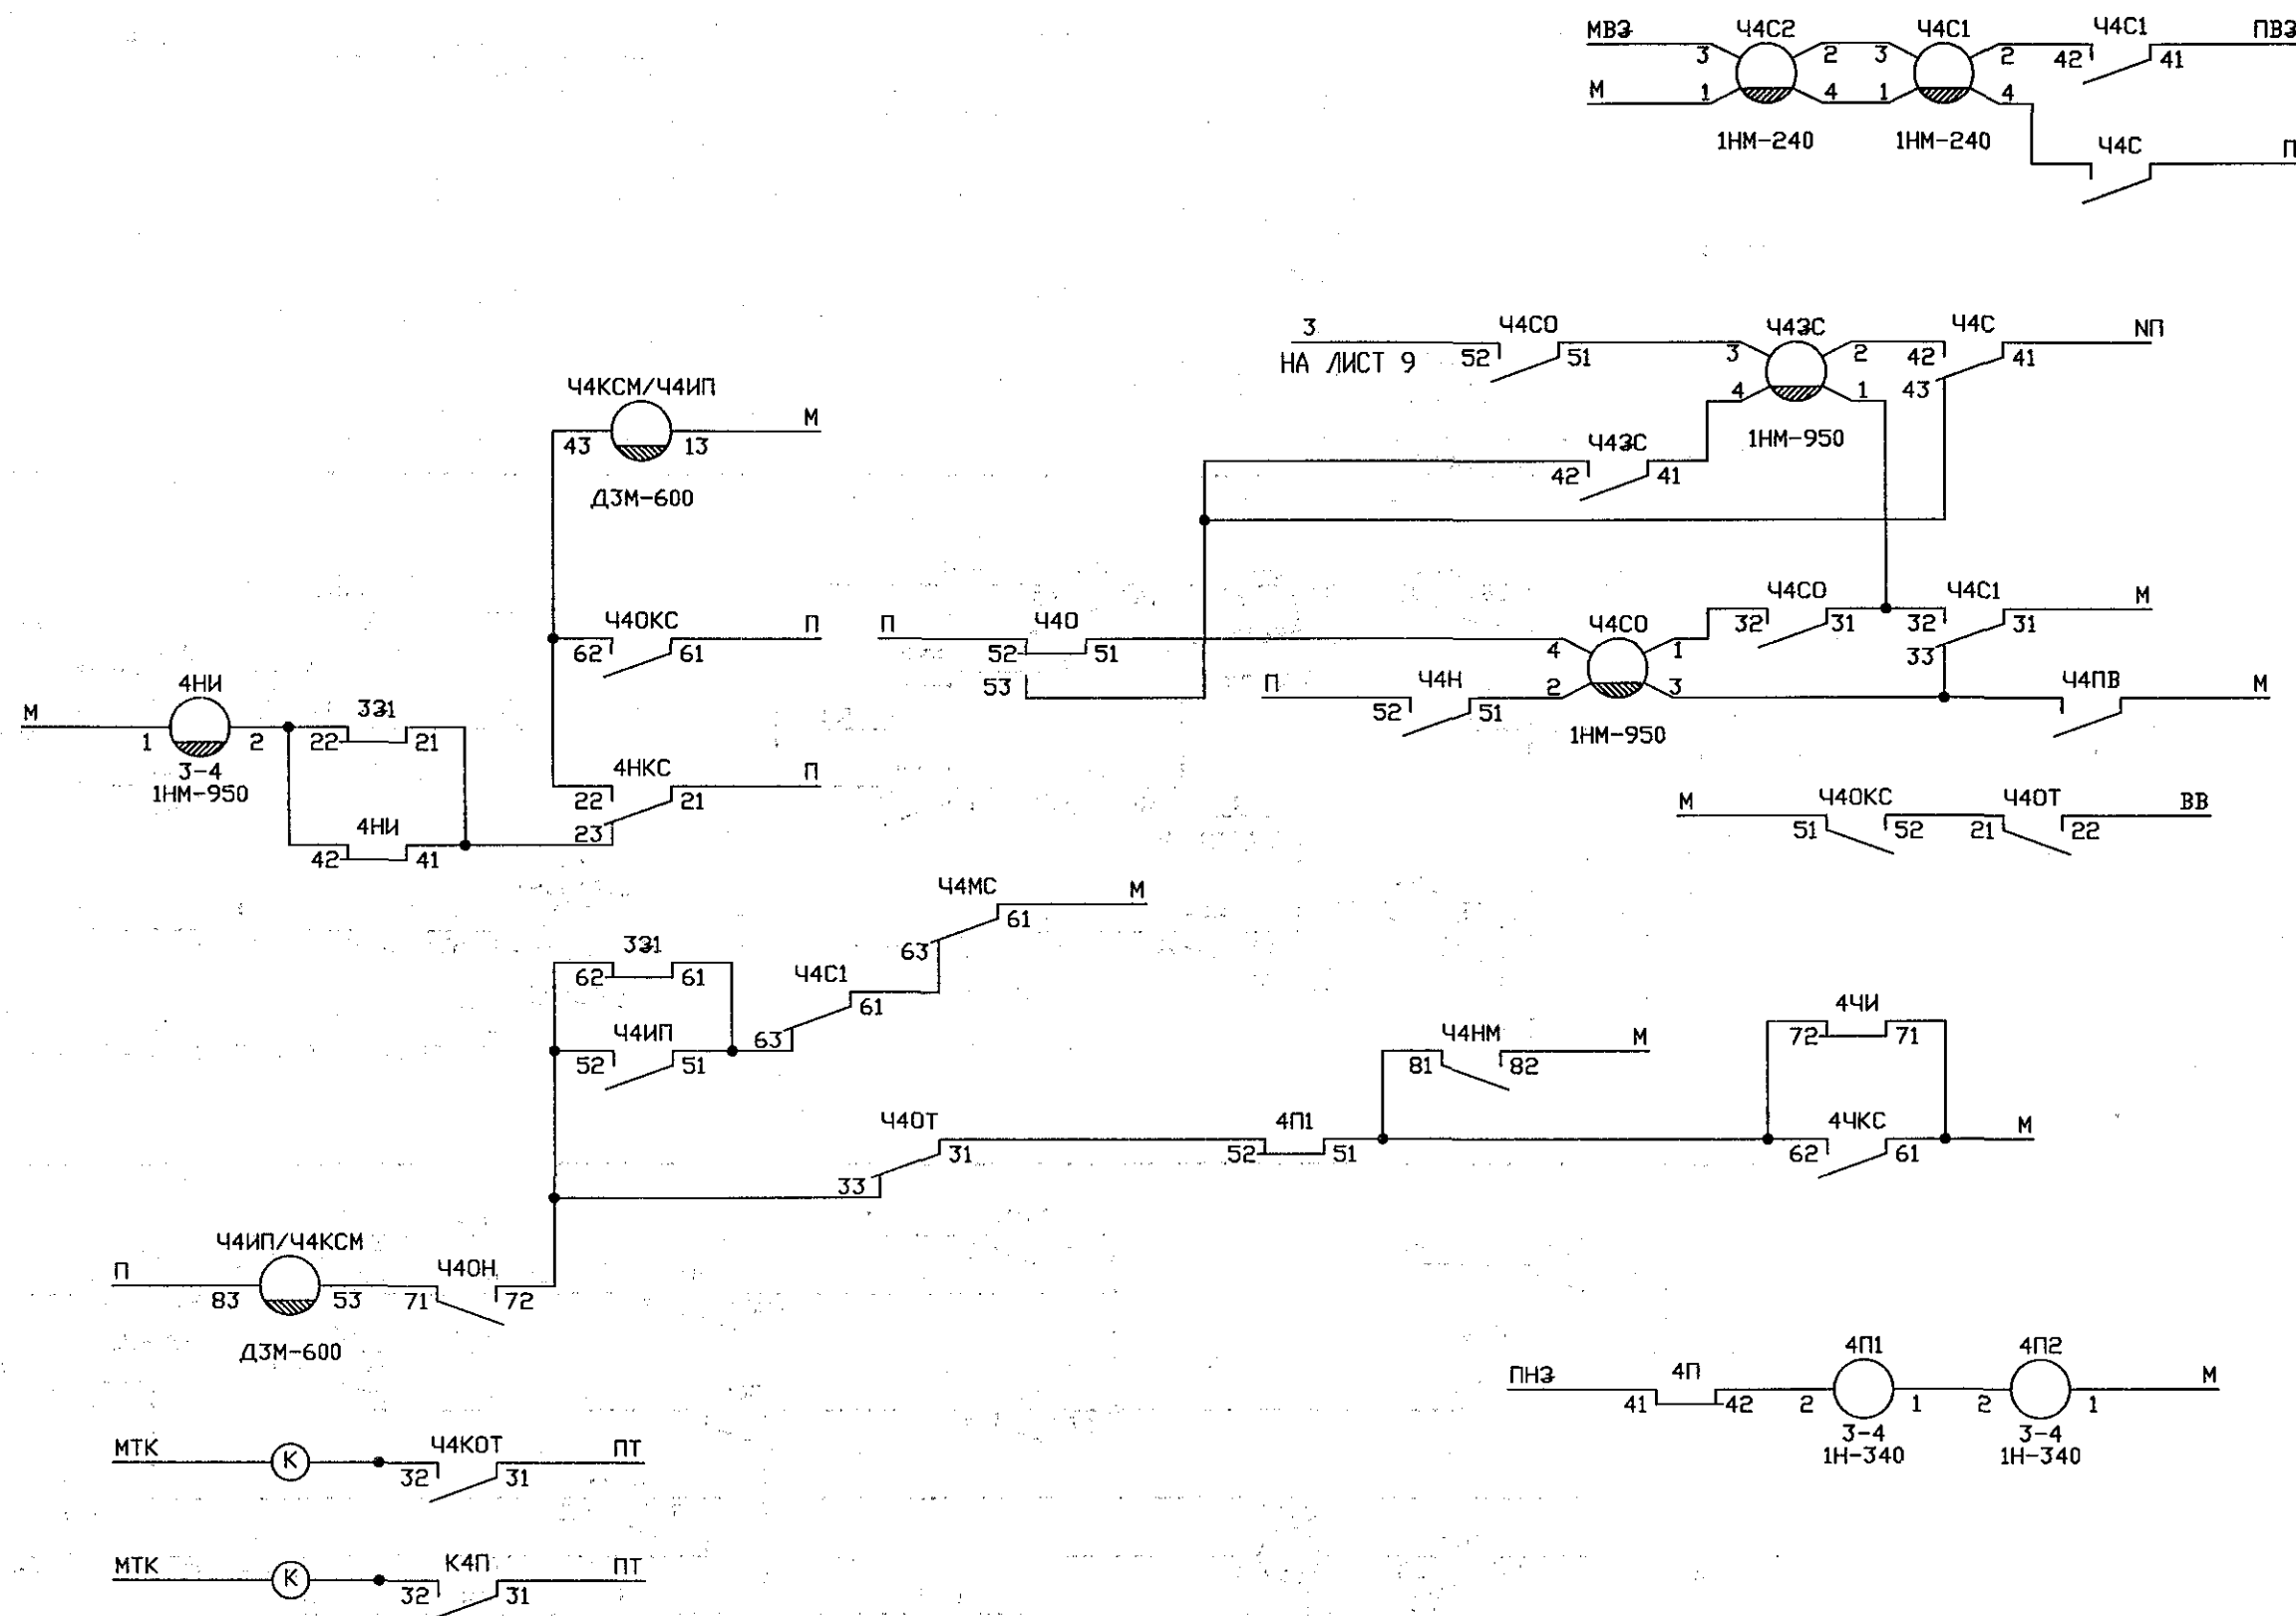 МВЗ Ч4С2 Ч4С1 Ч4С1 ПВЗ
3 2 3 2 42 41
М 1 4 1 4
1НМ-240 1НМ-240 Ч4С П
3 Ч4СО Ч4ЗС Ч4С NП
НА ЛИСТ 9 52 51 3 2 42 41
4 1 43
Ч4КСМ/Ч4ИП М
43 13
Ч4ЗС 1НМ-950
42 41
ДЗМ-600
Ч4СО Ч4С1 М
32 31 32 31
Ч4ОКС П П Ч4О Ч4СО
62 61 52 51 4 1 33
53 П Ч4Н 2 3 Ч4ПВ М
52 51
1НМ-950
4НИ 331
М 1 2 22 21
3-4
1НМ-950
4НКС П
22 21
23
4НИ
42 41
М Ч4ОКС Ч4ОТ ВВ
51 52 21 22
Ч4МС М
63 61
331 Ч4С1
62 61 61
Ч4ИП 63
52 51
Ч4НМ М
81 82
4ЧИ
72 71
Ч4ОТ 4П1 4ЧКС М
33 31 52 51 62 61
Ч4ИП/Ч4КСМ
П 83 53 Ч4ОН
71 72
ДЗМ-600
4П1 4П2
ПНЗ 4П М
41 42 2 1 2 1
3-4 3-4
1Н-340 1Н-340
МТК К Ч4КОТ ПТ
32 31
МТК К К4П ПТ
32 31